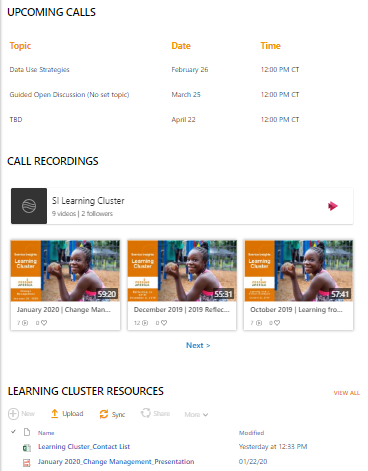 UPCOMING CALLS
Topic Date Time
Data Use Strategies February 26 12:00 PM CT
Guided Open Discussion (No set topic) March 25 12:00 PM CT
TBD April 22 12:00 PM CT
CALL RECORDINGS
SI Learning Cluster
9 videos | 2 followers
Learning Cluster 59:20
Learning Cluster 55:31
Learning Cluster 57:41
January 2020 | Change Man... December 2019 | 2019 Reflec... October 2019 | Learning fro...
7 0 12 0 7 0
Next >
LEARNING CLUSTER RESOURCES VIEW ALL
New Upload Sync Share More
Name Modified
Learning Cluster_Contact List Yesterday at 12:33 PM
January 2020_Change Management_Presentation 01/22/20